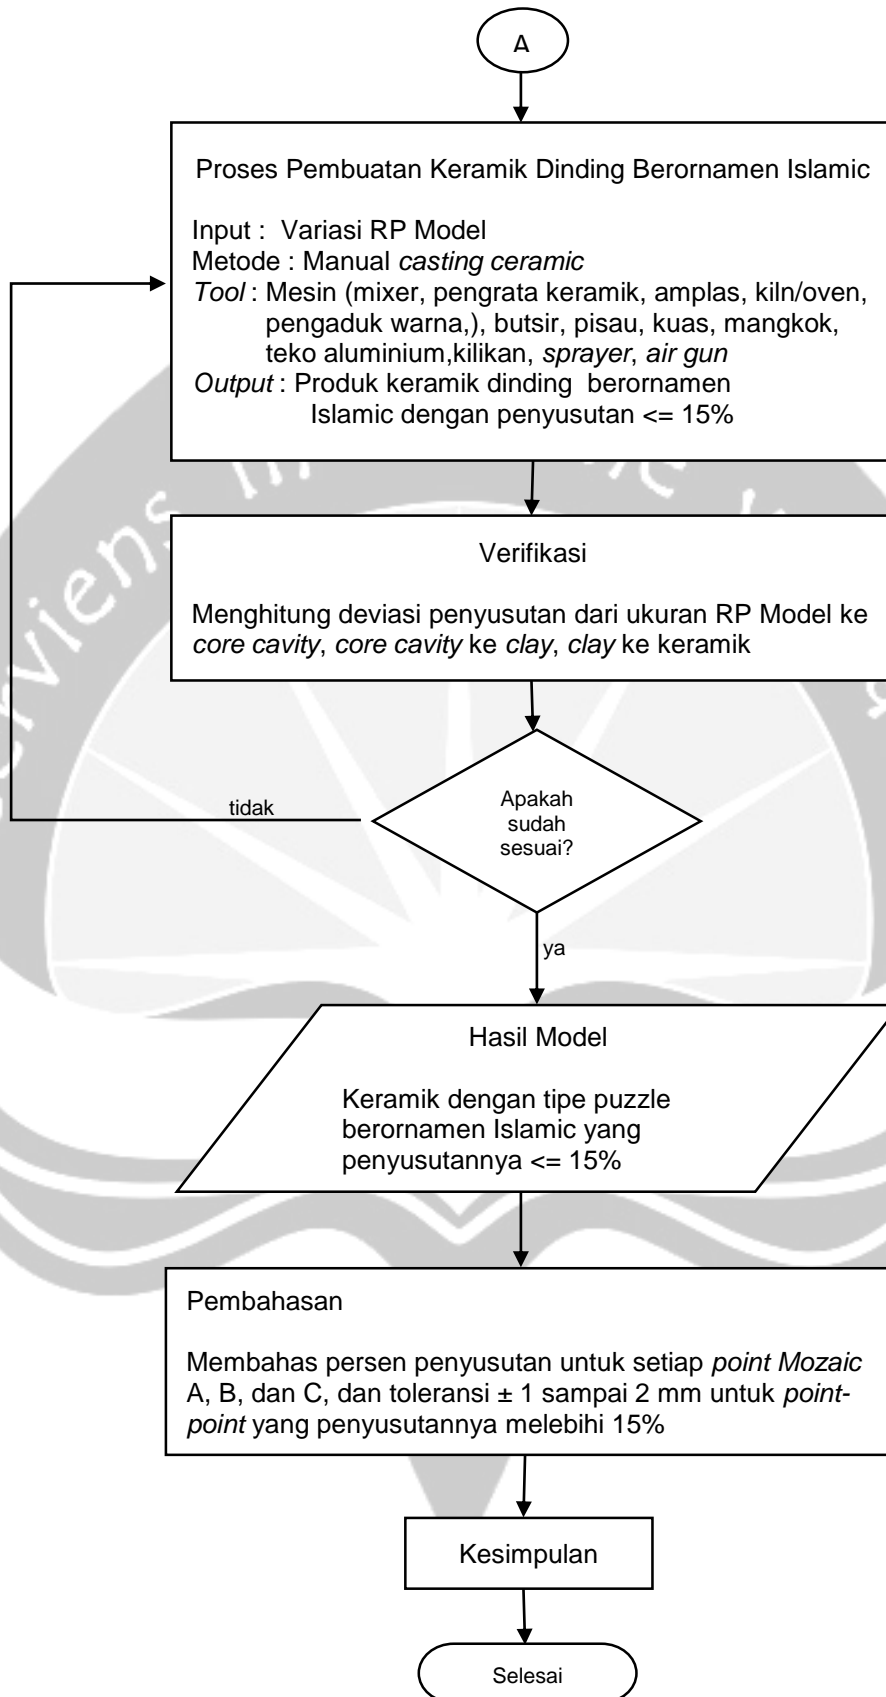 A
Proses Pembuatan Keramik Dinding Berornamen Islamic
Input : Variasi RP Model
Metode : Manual casting ceramic
Tool : Mesin (mixer, pengrata keramik, amplas, kiln/oven,
pengaduk warna,), butsir, pisau, kuas, mangkok,
teko aluminium,kilikan, sprayer, air gun
Output : Produk keramik dinding berornamen
Islamic dengan penyusutan <= 15%
Verifikasi
Menghitung deviasi penyusutan dari ukuran RP Model ke
core cavity, core cavity ke clay, clay ke keramik
Apakah
sudah
sesuai?
tidak
ya
Hasil Model
Keramik dengan tipe puzzle
berornamen Islamic yang
penyusutannya <= 15%
Pembahasan
Membahas persen penyusutan untuk setiap point Mozaic
A, B, dan C, dan toleransi ± 1 sampai 2 mm untuk point-
point yang penyusutannya melebihi 15%
Kesimpulan
Selesai